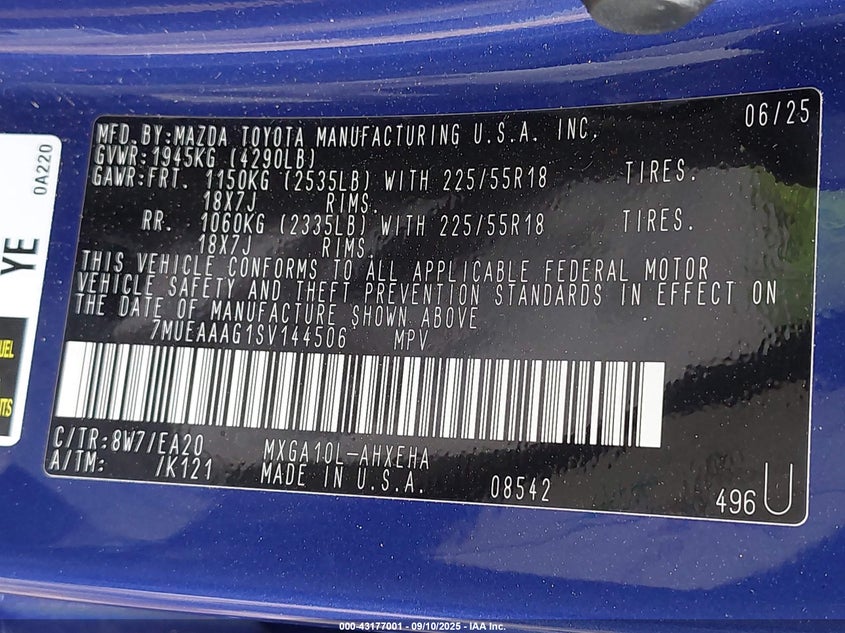 06/25
MFD.BY:MAZDA TOYOTA MANUFACTURING U.S.A. INC.
GVWR:1945KG (4290LB)
GAWR:FRT. 1150KG (2535LB) WITH 225/55R18 TIRES.
18X7J RIMS.
RR. 1060KG (2335LB) WITH 225/55R18 TIRES.
18X7J RIMS.
THIS VEHICLE CONFORMS TO ALL APPLICABLE FEDERAL MOTOR
VEHICLE SAFETY AND THEFT PREVENTION STANDARDS IN EFFECT ON
THE DATE OF MANUFACTURE SHOWN ABOVE
7MUEAAAG1SV144506 MPV
C/TR:8W7/EA20 MXGA10L-AHXEHA
A/TM: /K121 MADE IN U.S.A. 08542 496U
0A220
YE
000-43177001 - 09/10/2025 - IAA Inc.